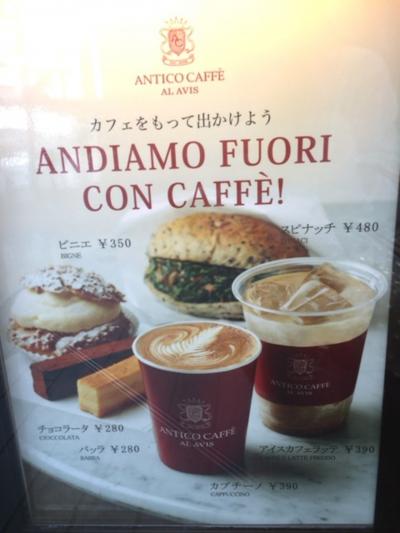 ANTICO CAFFÈ
AL AVIS
カフェをもって出かけよう
ANDIAMO FUORI
CON CAFFÈ!
スピナッチ ¥480
ビニエ ¥350
BIGNE
ANTICO CAFFÈ
AL AVIS
ANTICO CAFFÈ
AL AVIS
チョコラータ ¥280
CIOCCOLATA
バッラ ¥280
BARRA
アイスカフェラッテ ¥390
LATTE FREDDO
カプチーノ ¥390
CAPPUCCINO